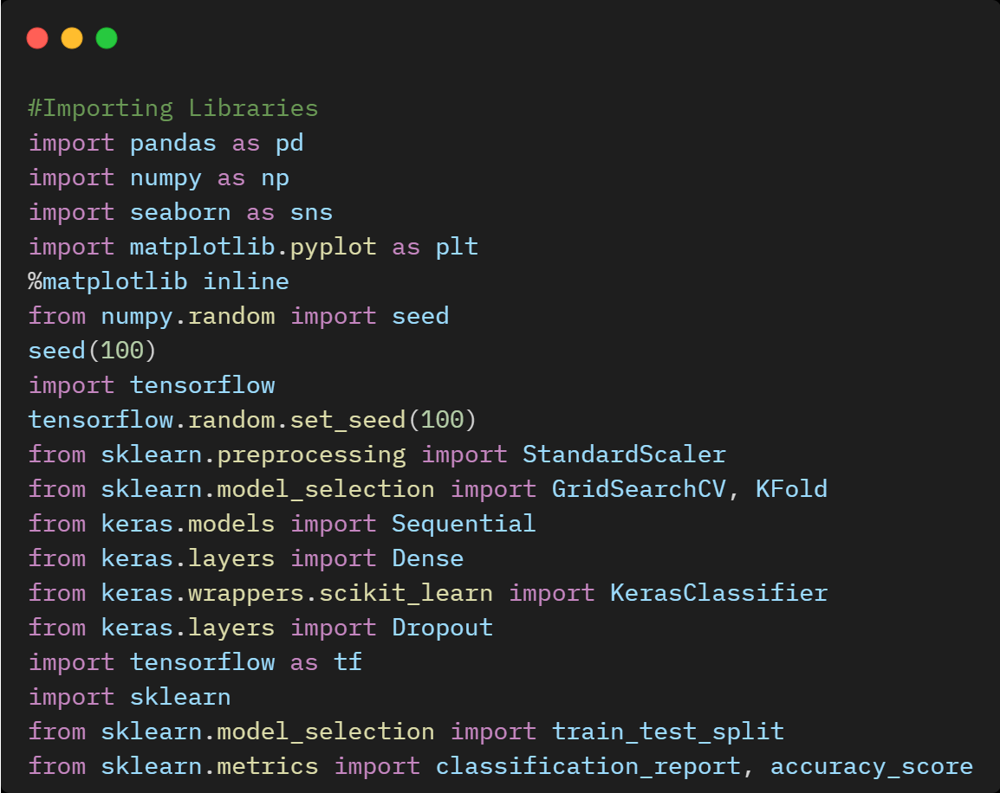 #Importing Libraries
import pandas as pd
import numpy as np
import seaborn as sns
import matplotlib.pyplot as plt
%matplotlib inline
from numpy.random import seed
seed(100)
import tensorflow
tensorflow.random.set_seed(100)
from sklearn.preprocessing import StandardScaler
from sklearn.model_selection import GridSearchCV, KFold
from keras.models import Sequential
from keras.layers import Dense
from keras.wrappers.scikit_learn import KerasClassifier
from keras.layers import Dropout
import tensorflow as tf
import sklearn
from sklearn.model_selection import train_test_split
from sklearn.metrics import classification_report, accuracy_score